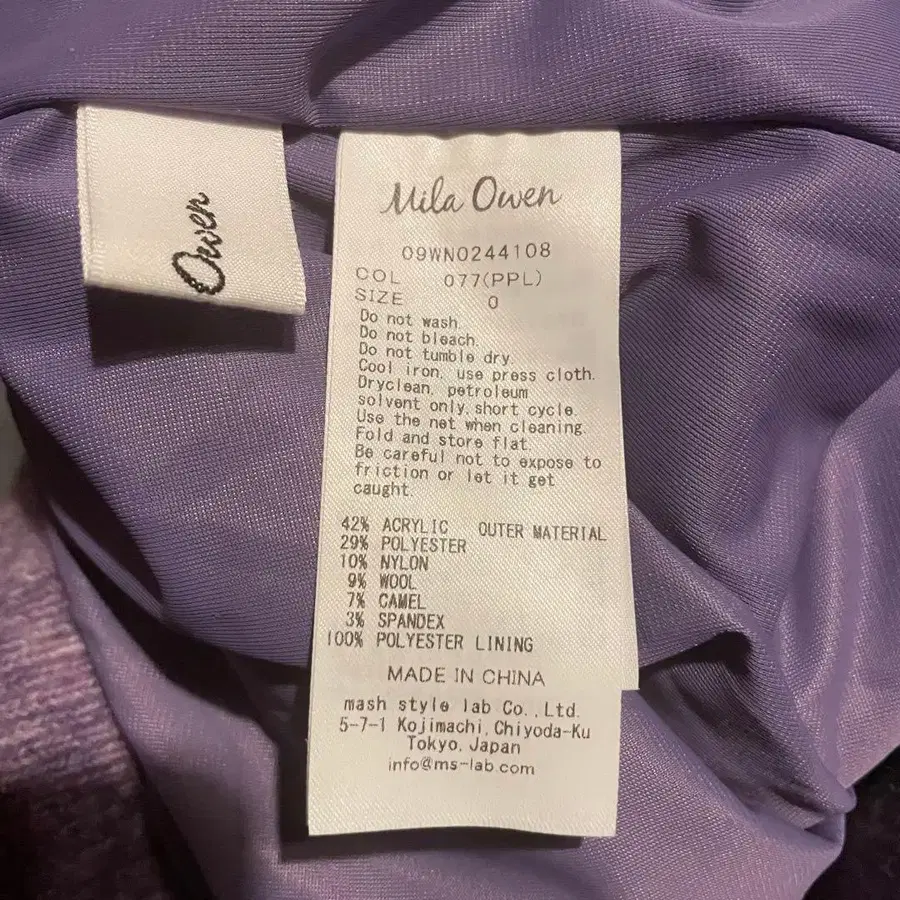 Owen
Mila Owen
09WN0244108
COL 077(PPL)
SIZE 0
Do not wash.
Do not bleach.
Do not tumble dry.
Cool iron, use press cloth.
Dryclean, petroleum
solvent only,short cycle.
Use the net when cleaning.
Fold and store flat.
Be careful not to expose to
friction or let it get
caught.
42% ACRYLIC OUTER MATERIAL
29% POLYESTER
10% NYLON
9% WOOL
7% CAMEL
3% SPANDEX
100% POLYESTER LINING
MADE IN CHINA
mash style lab Co.,Ltd.
5-7-1 Kojimachi,Chiyoda-Ku
Tokyo,Japan
info@ms-lab.com